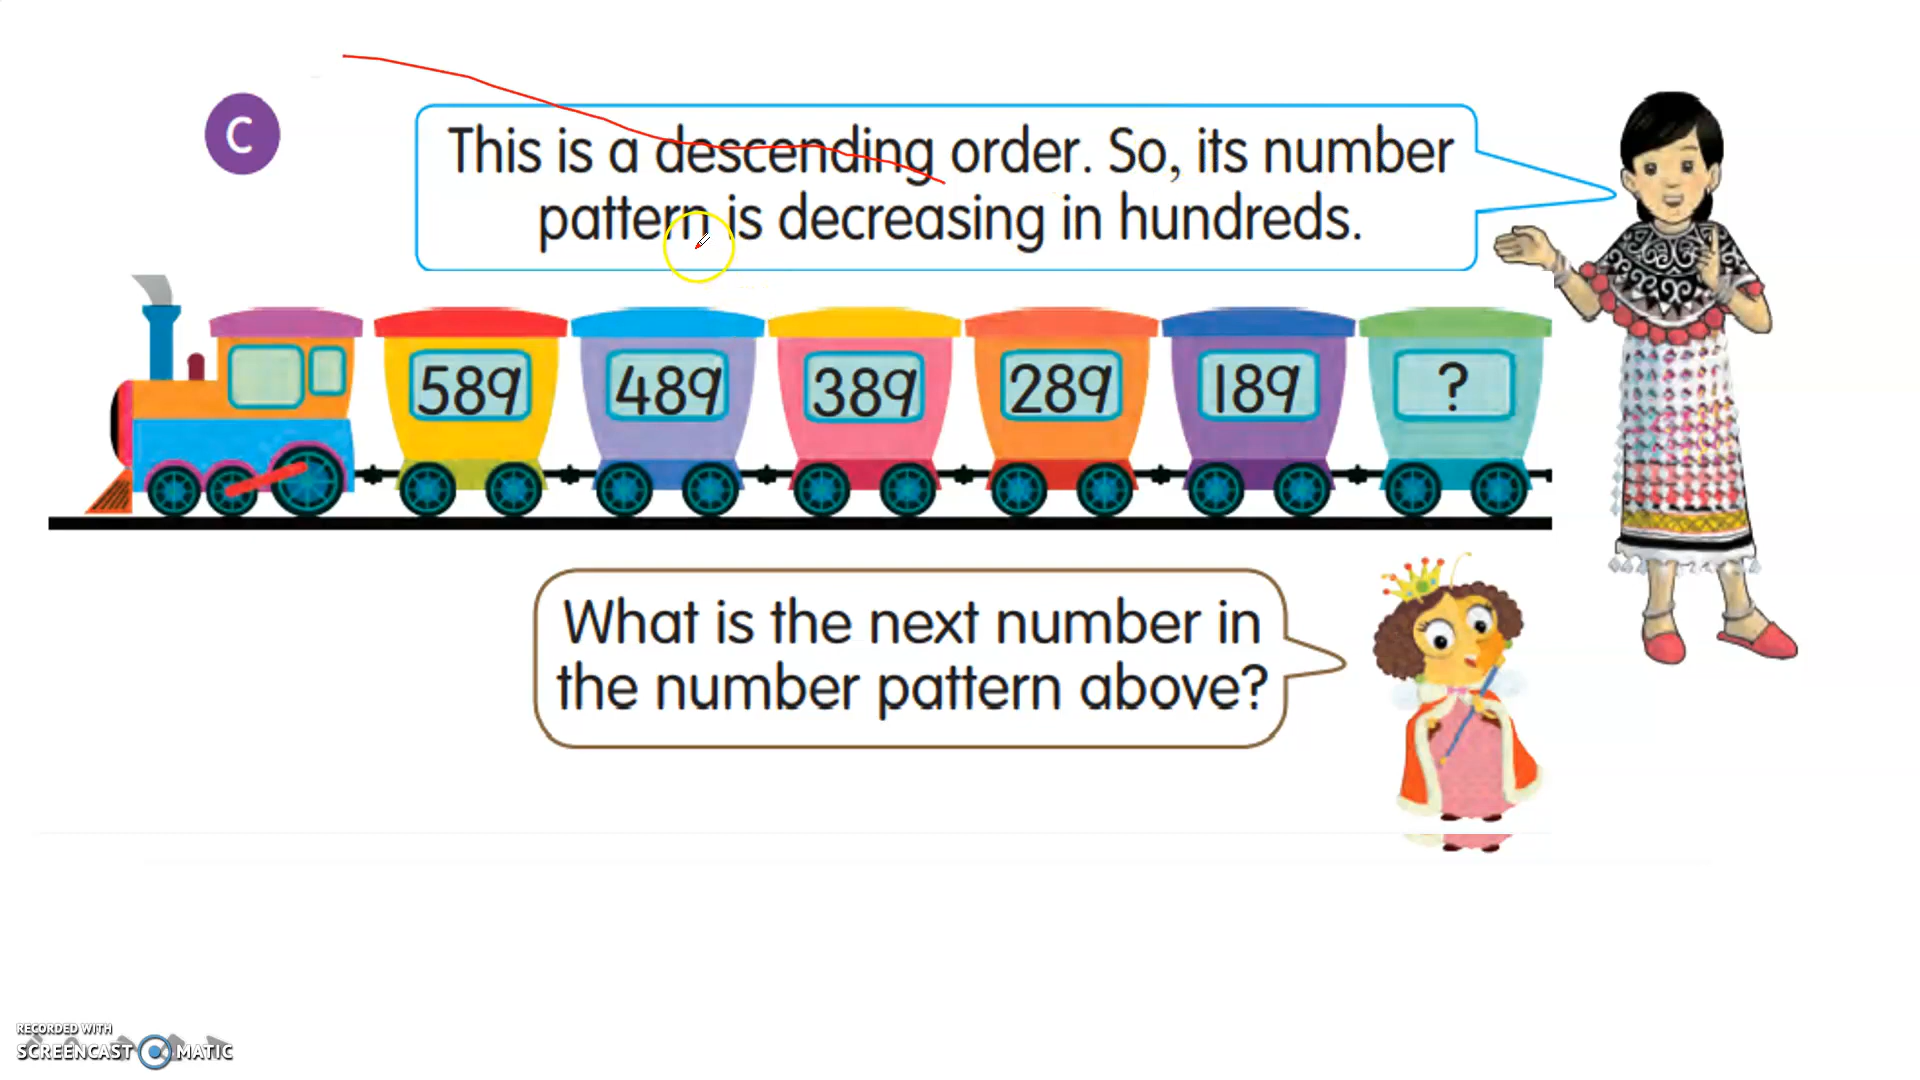 C
This is a descending order. So, its number
pattern is decreasing in hundreds.
589 489 389 289 189 ?
What is the next number in
the number pattern above?
RECORDED WITH
SCREENCAST MATIC